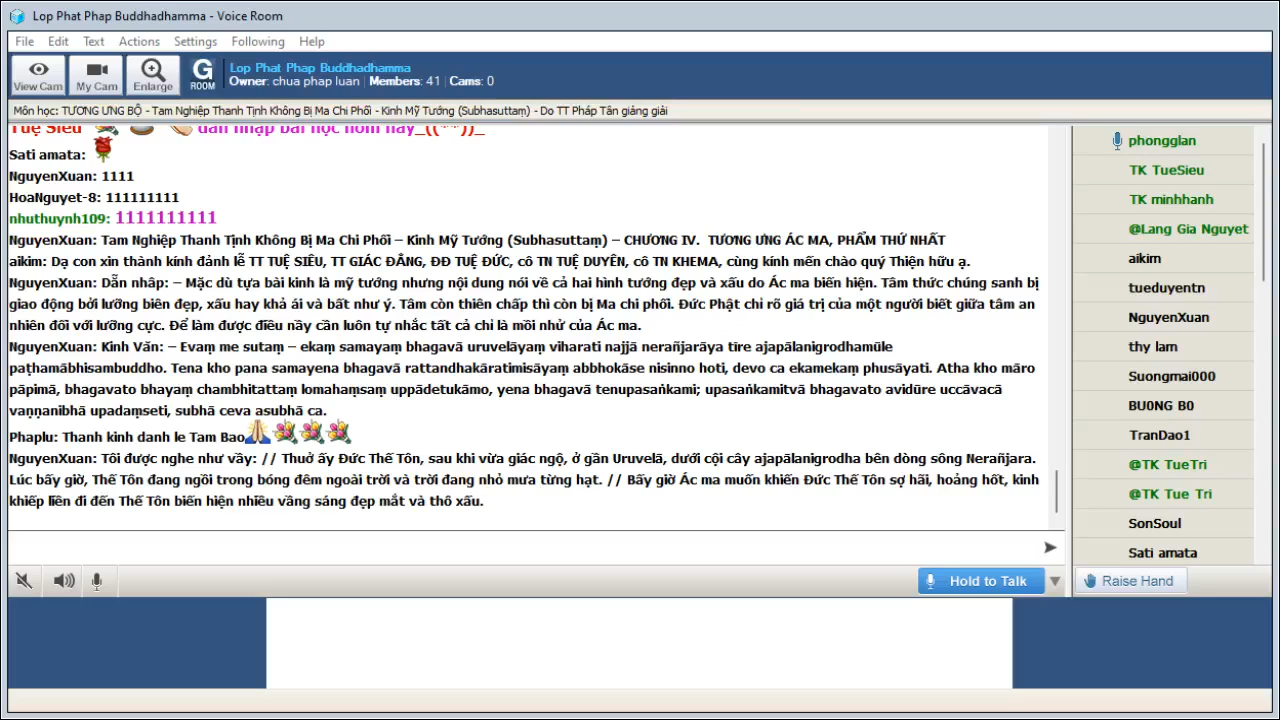 Lop Phat Phap Buddhadhamma - Voice Room
File Edit Text Actions Settings Following Help
View Cam My Cam Enlarge G ROOM
Lop Phat Phap Buddhadhamma
Owner: chua phap luan | Members: 41 | Cams: 0
Môn học: TƯƠNG ƯNG BỘ - Tam Nghiệp Thanh Tịnh Không Bị Ma Chi Phối - Kinh Mỹ Tướng (Subhasuttaṃ) - Do TT Pháp Tân giảng giải
Tuệ Siêu dẫn nhập bài học hôm nay_((**))_
Sati amata:
NguyenXuan: 1111
HoaNguyet-8: 111111111
nhuthuynh109: 1111111111
NguyenXuan: Tam Nghiệp Thanh Tịnh Không Bị Ma Chi Phối – Kinh Mỹ Tướng (Subhasuttaṃ) – CHƯƠNG IV. TƯƠNG ƯNG ÁC MA, PHẨM THỨ NHẤT
aikim: Dạ con xin thành kính đảnh lễ TT TUỆ SIÊU, TT GIÁC ĐẲNG, ĐĐ TUỆ ĐỨC, cô TN TUỆ DUYÊN, cô TN KHEMA, cùng kính mến chào quý Thiện hữu ạ.
NguyenXuan: Dẫn nhâp: – Mặc dù tựa bài kinh là mỹ tướng nhưng nội dung nói về cả hai hình tướng đẹp và xấu do Ác ma biến hiện. Tâm thức chúng sanh bị
giao động bởi lưỡng biên đẹp, xấu hay khả ái và bất như ý. Tâm còn thiên chấp thì còn bị Ma chi phối. Đức Phật chỉ rõ giá trị của một người biết giữa tâm an
nhiên đối với lưỡng cực. Để làm được điều nầy cần luôn tự nhắc tất cả chỉ là mồi nhử của Ác ma.
NguyenXuan: Kinh Văn: – Evaṃ me sutaṃ – ekaṃ samayaṃ bhagavā uruvelāyaṃ viharati najjā nerañjarāya tīre ajapālanigrodhamūle
paṭhamābhisambuddho. Tena kho pana samayena bhagavā rattandhakāratimisāyaṃ abbhokāse nisinno hoti, devo ca ekamekaṃ phusāyati. Atha kho māro
pāpimā, bhagavato bhayaṃ chambhitattaṃ lomahaṃsaṃ uppādetukāmo, yena bhagavā tenupasaṅkami; upasaṅkamitvā bhagavato avidūre uccāvacā
vaṇṇanibhā upadaṃseti, subhā ceva asubhā ca.
Phaplu: Thanh kinh danh le Tam Bao
NguyenXuan: Tôi được nghe như vầy: // Thuở ấy Đức Thế Tôn, sau khi vừa giác ngộ, ở gần Uruvelā, dưới cội cây ajapālanigrodha bên dòng sông Nerañjara.
Lúc bấy giờ, Thế Tôn đang ngồi trong bóng đêm ngoài trời và trời đang nhỏ mưa từng hạt. // Bấy giờ Ác ma muốn khiến Đức Thế Tôn sợ hãi, hoảng hốt, kinh
khiếp liền đi đến Thế Tôn biến hiện nhiều vầng sáng đẹp mắt và thô xấu.
phongglan
TK TueSieu
TK minhhanh
@Lang Gia Nguyet
aikim
tueduyentn
NguyenXuan
thy lam
Suongmai000
BU0NG B0
TranDao1
@TK TueTri
@TK Tue Tri
SonSoul
Sati amata
Hold to Talk
Raise Hand